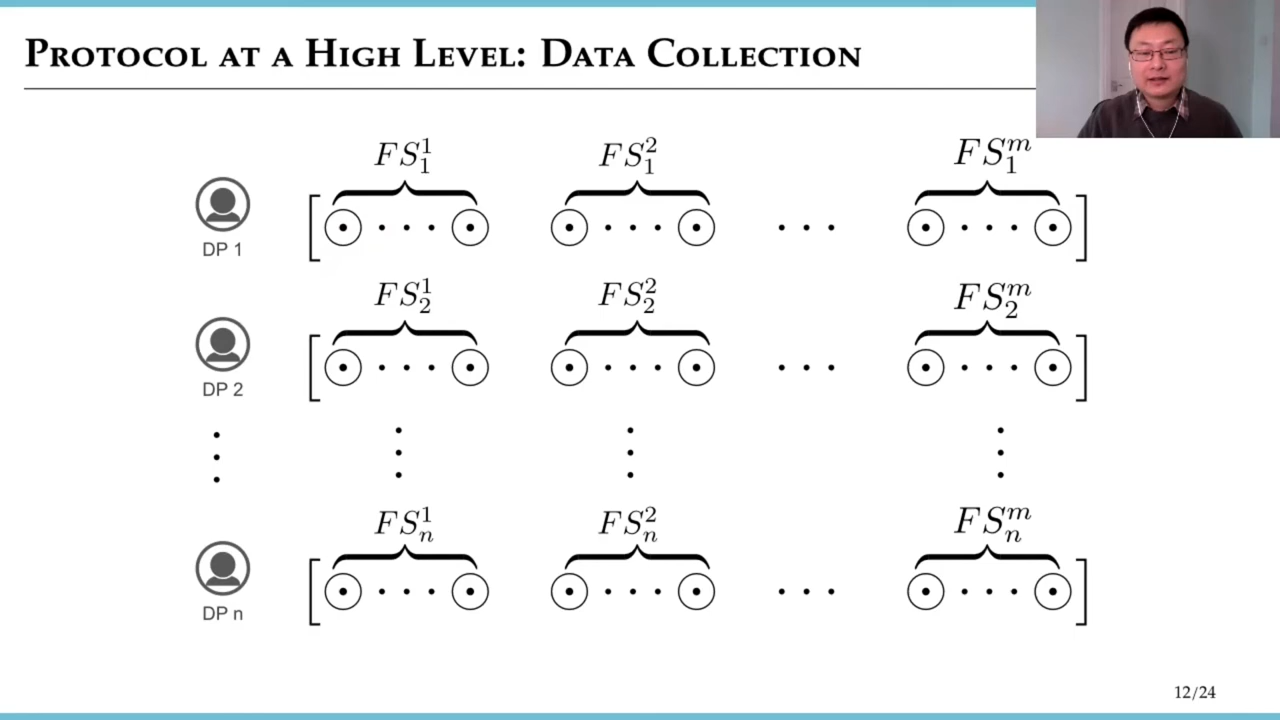 PROTOCOL AT A HIGH LEVEL: DATA COLLECTION
FS_1^1 FS_1^2 FS_1^m
[ ⊙ · · · ⊙ ⊙ · · · ⊙ · · · ⊙ · · · ⊙ ]
DP 1
FS_2^1 FS_2^2 FS_2^m
[ ⊙ · · · ⊙ ⊙ · · · ⊙ · · · ⊙ · · · ⊙ ]
DP 2
FS_n^1 FS_n^2 FS_n^m
[ ⊙ · · · ⊙ ⊙ · · · ⊙ · · · ⊙ · · · ⊙ ]
DP n
12/24